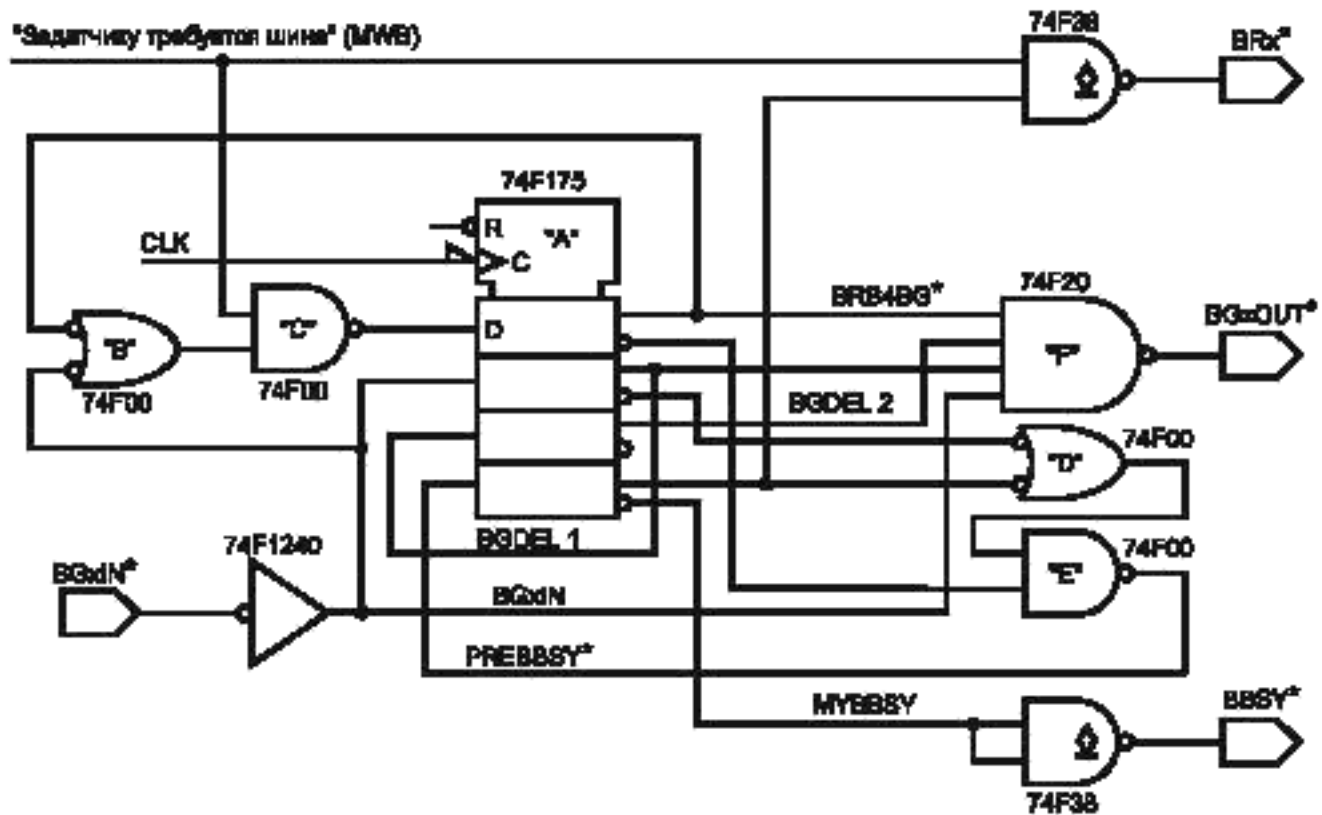 "Задатчику требуется шина" (MWB)
74F38
BRx*
74F175
"A"
R
CLK
C
BRB4BG*
74F20
BGxOUT*
"B"
"C"
D
"F"
74F00
74F00
BGDEL 2
74F00
"D"
74F1240
BGDEL 1
74F00
BGxIN*
BGxIN
"E"
PREBBSY*
MYBBSY
BBSY*
74F38